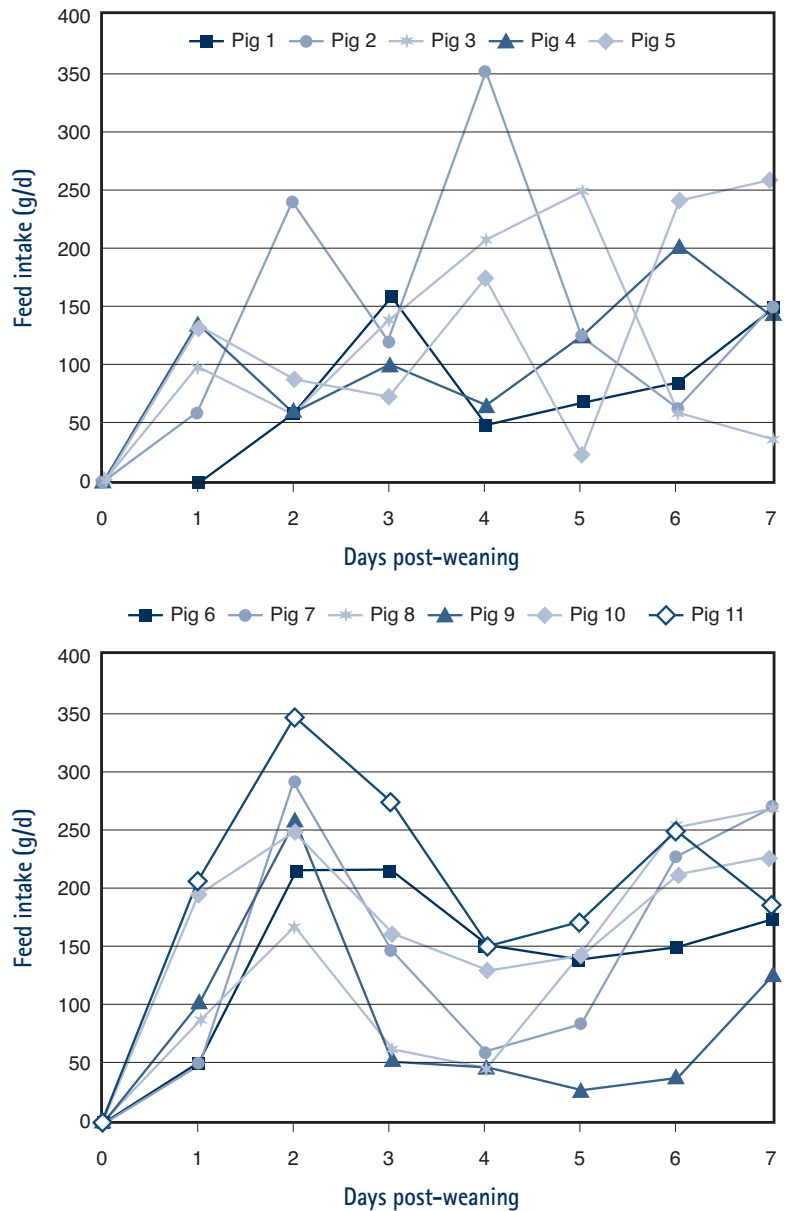 400
Pig 1 Pig 2 Pig 3 Pig 4 Pig 5
350
300
250
200
150
100
50
0
Feed intake (g/d)
0 1 2 3 4 5 6 7
Days post-weaning
Pig 6 Pig 7 Pig 8 Pig 9 Pig 10 Pig 11
400
350
300
250
200
150
100
50
0
Feed intake (g/d)
0 1 2 3 4 5 6 7
Days post-weaning